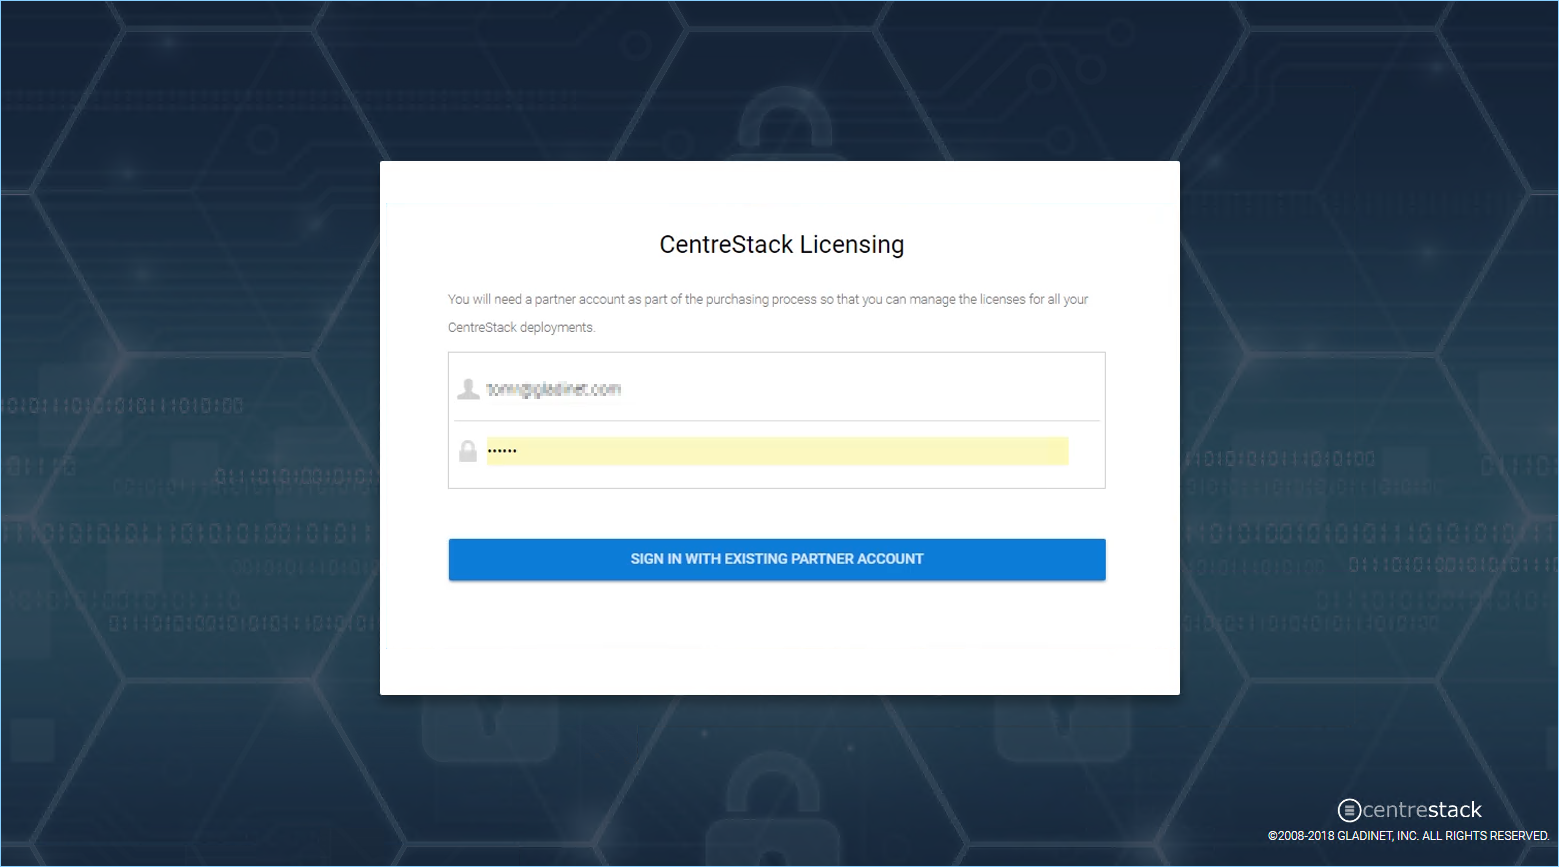 CentreStack Licensing
You will need a partner account as part of the purchasing process so that you can manage the licenses for all your
CentreStack deployments.
••••••
SIGN IN WITH EXISTING PARTNER ACCOUNT
centrestack
©2008-2018 GLADINET, INC. ALL RIGHTS RESERVED.